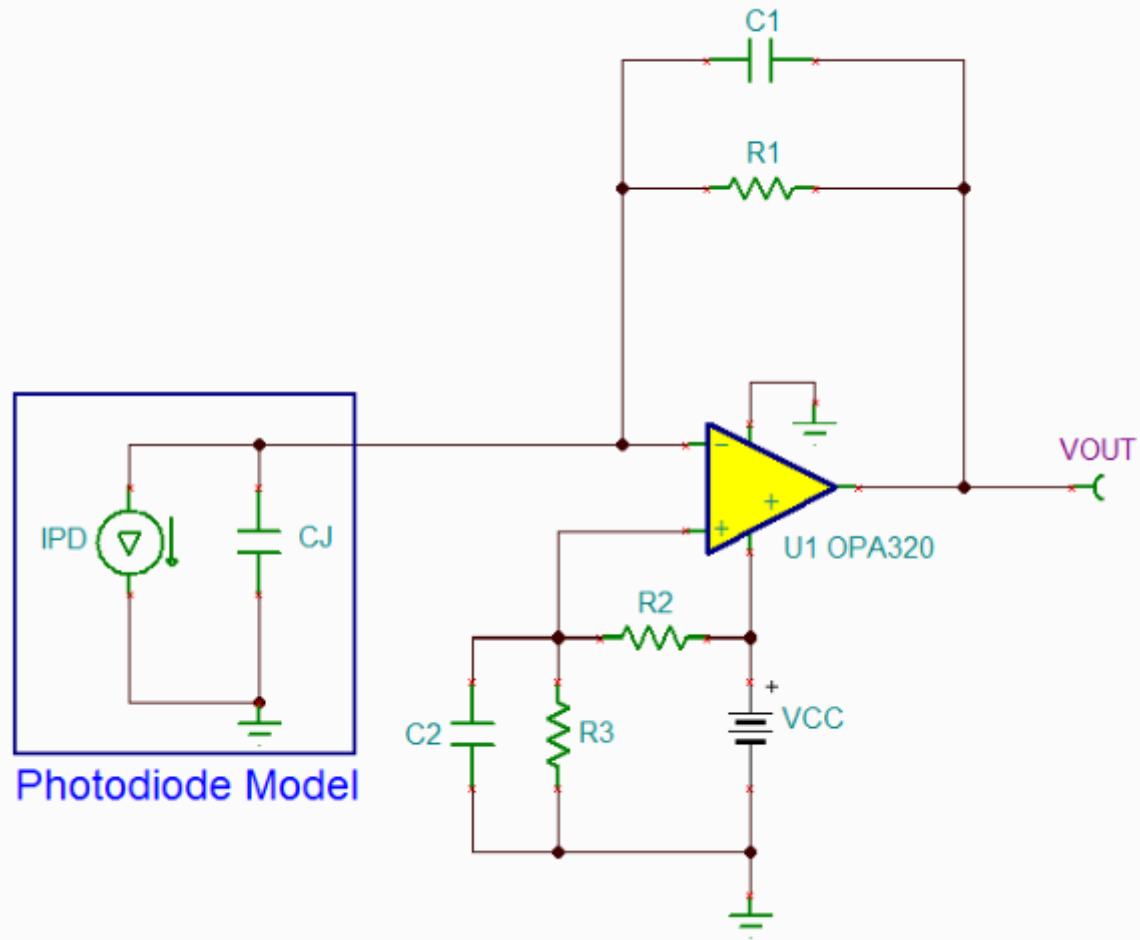 C1
R1
VOUT
IPD
CJ
−
+
+
U1 OPA320
R2
+
C2
R3
VCC
Photodiode Model